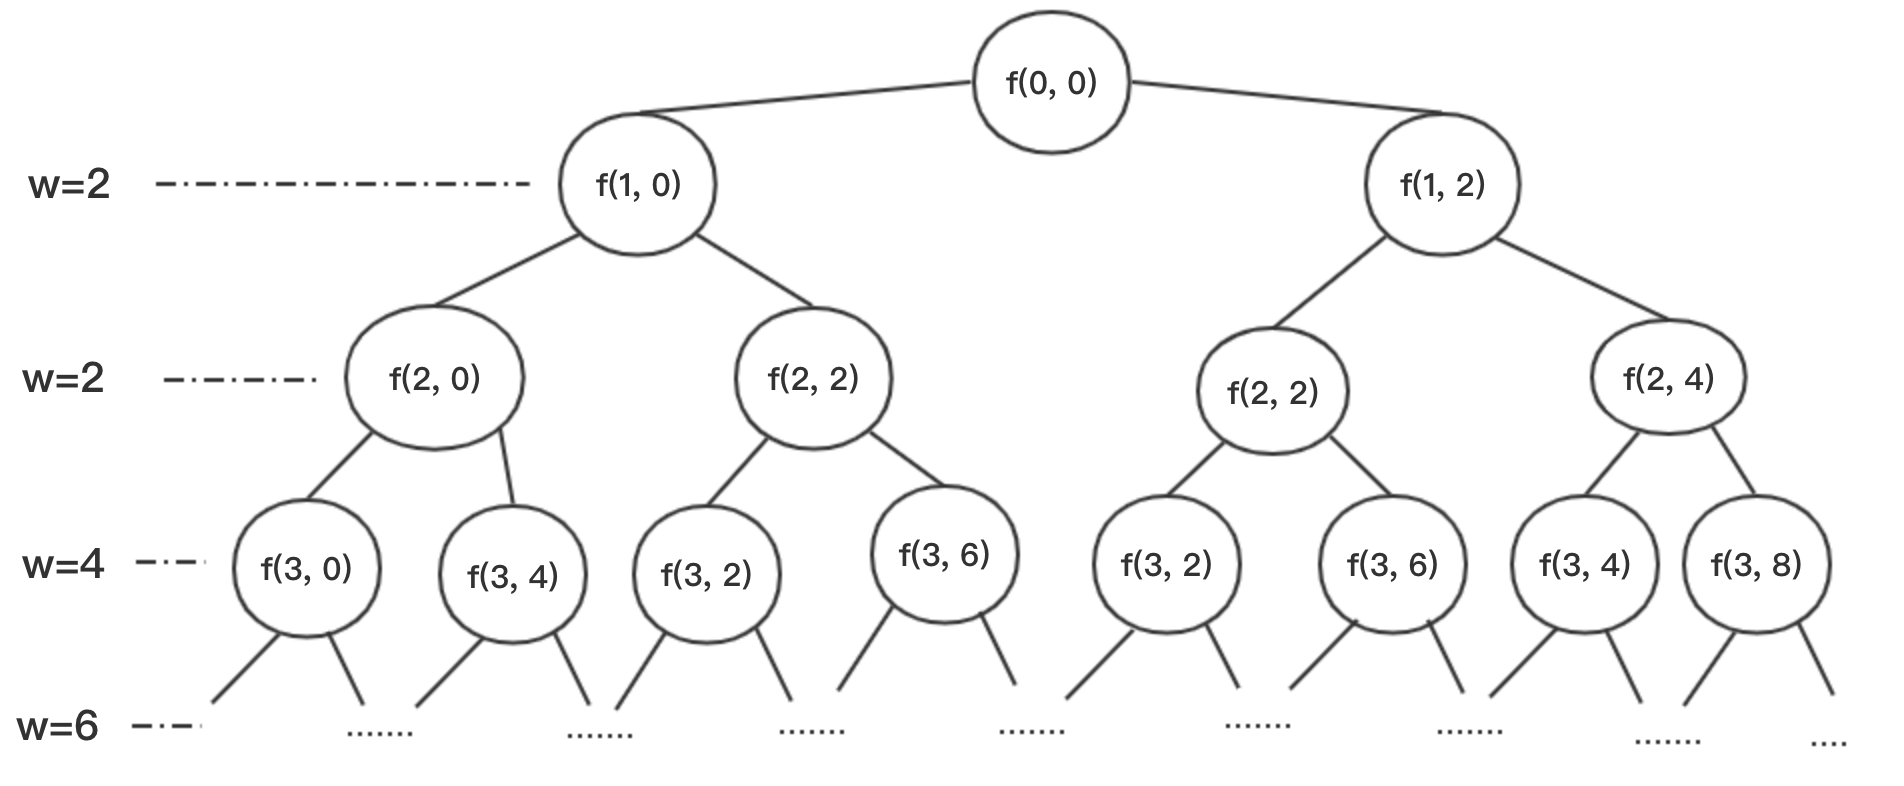 f(0, 0)
w=2 f(1, 0) f(1, 2)
w=2 f(2, 0) f(2, 2) f(2, 2) f(2, 4)
w=4 f(3, 0) f(3, 4) f(3, 2) f(3, 6) f(3, 2) f(3, 6) f(3, 4) f(3, 8)
w=6